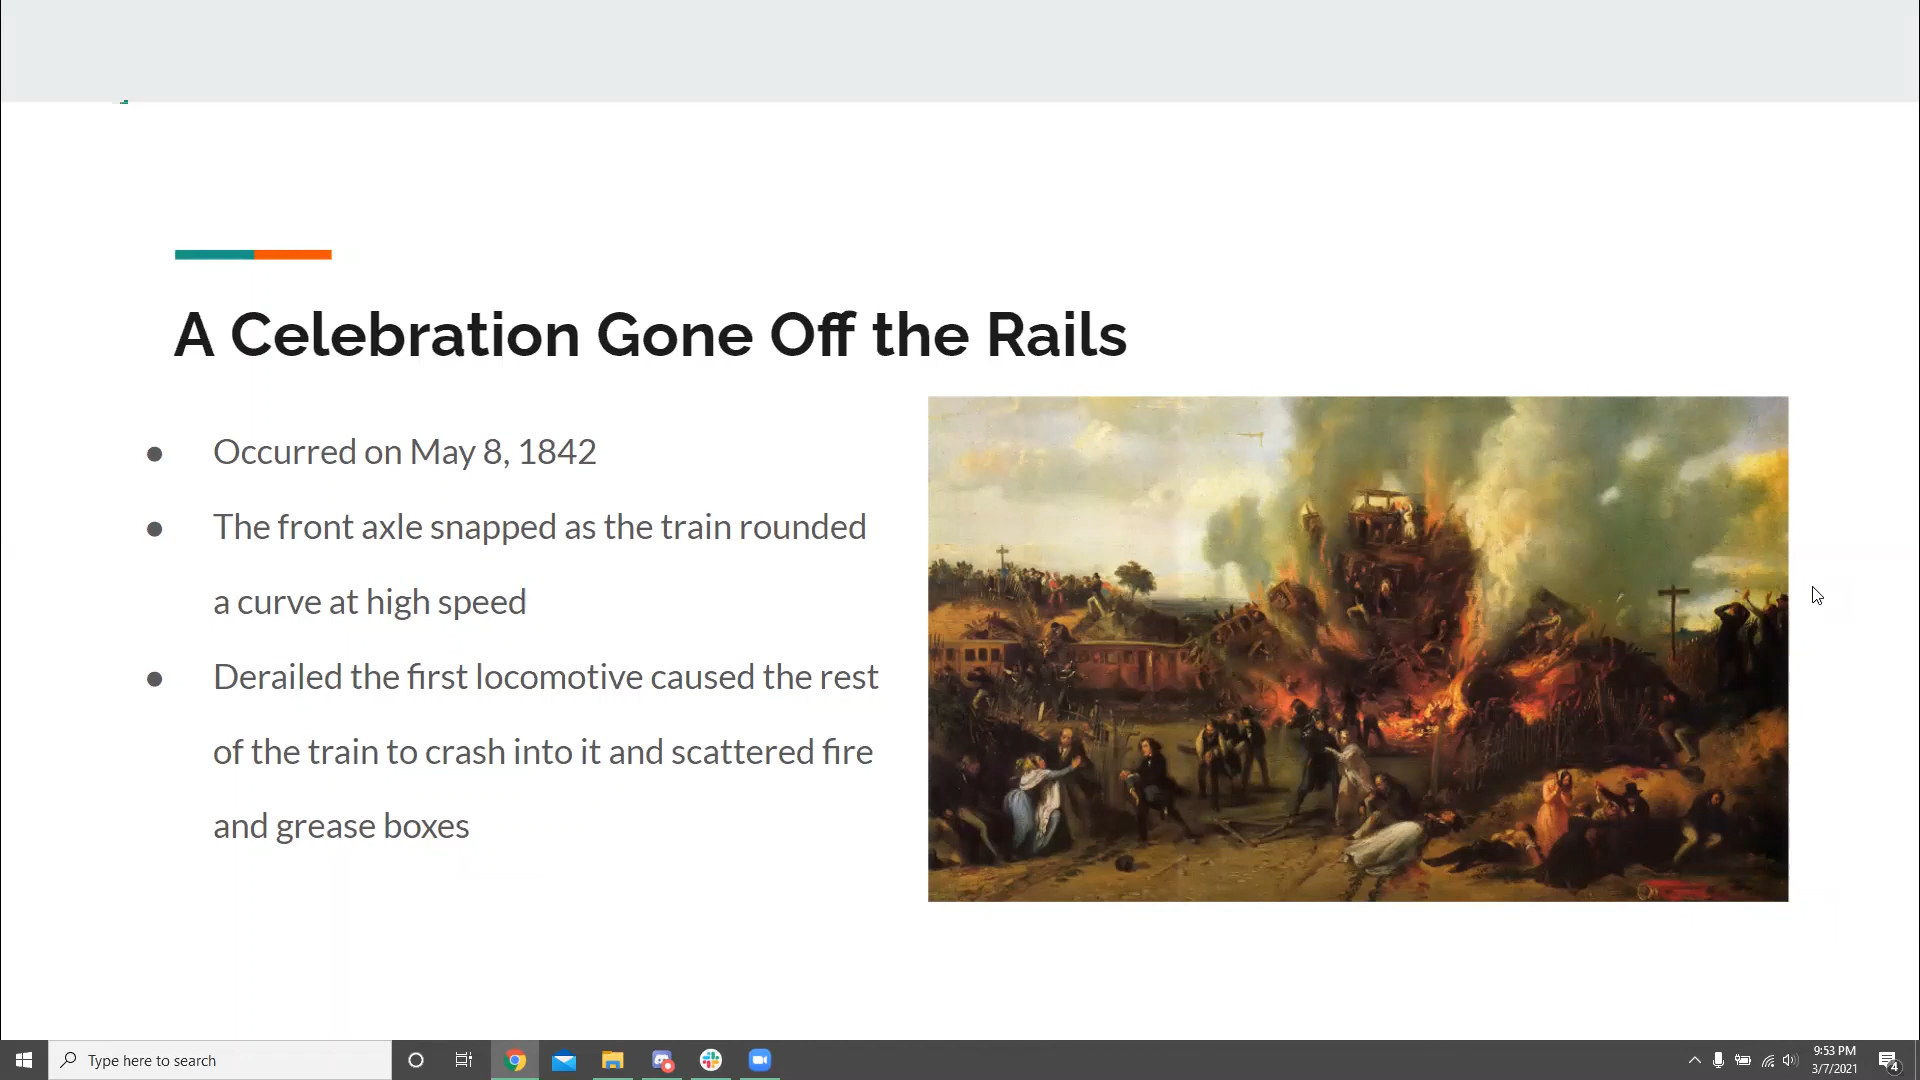 A Celebration Gone Off the Rails
● Occurred on May 8, 1842
● The front axle snapped as the train rounded
a curve at high speed
● Derailed the first locomotive caused the rest
of the train to crash into it and scattered fire
and grease boxes
Type here to search
9:53 PM
3/7/2021
4